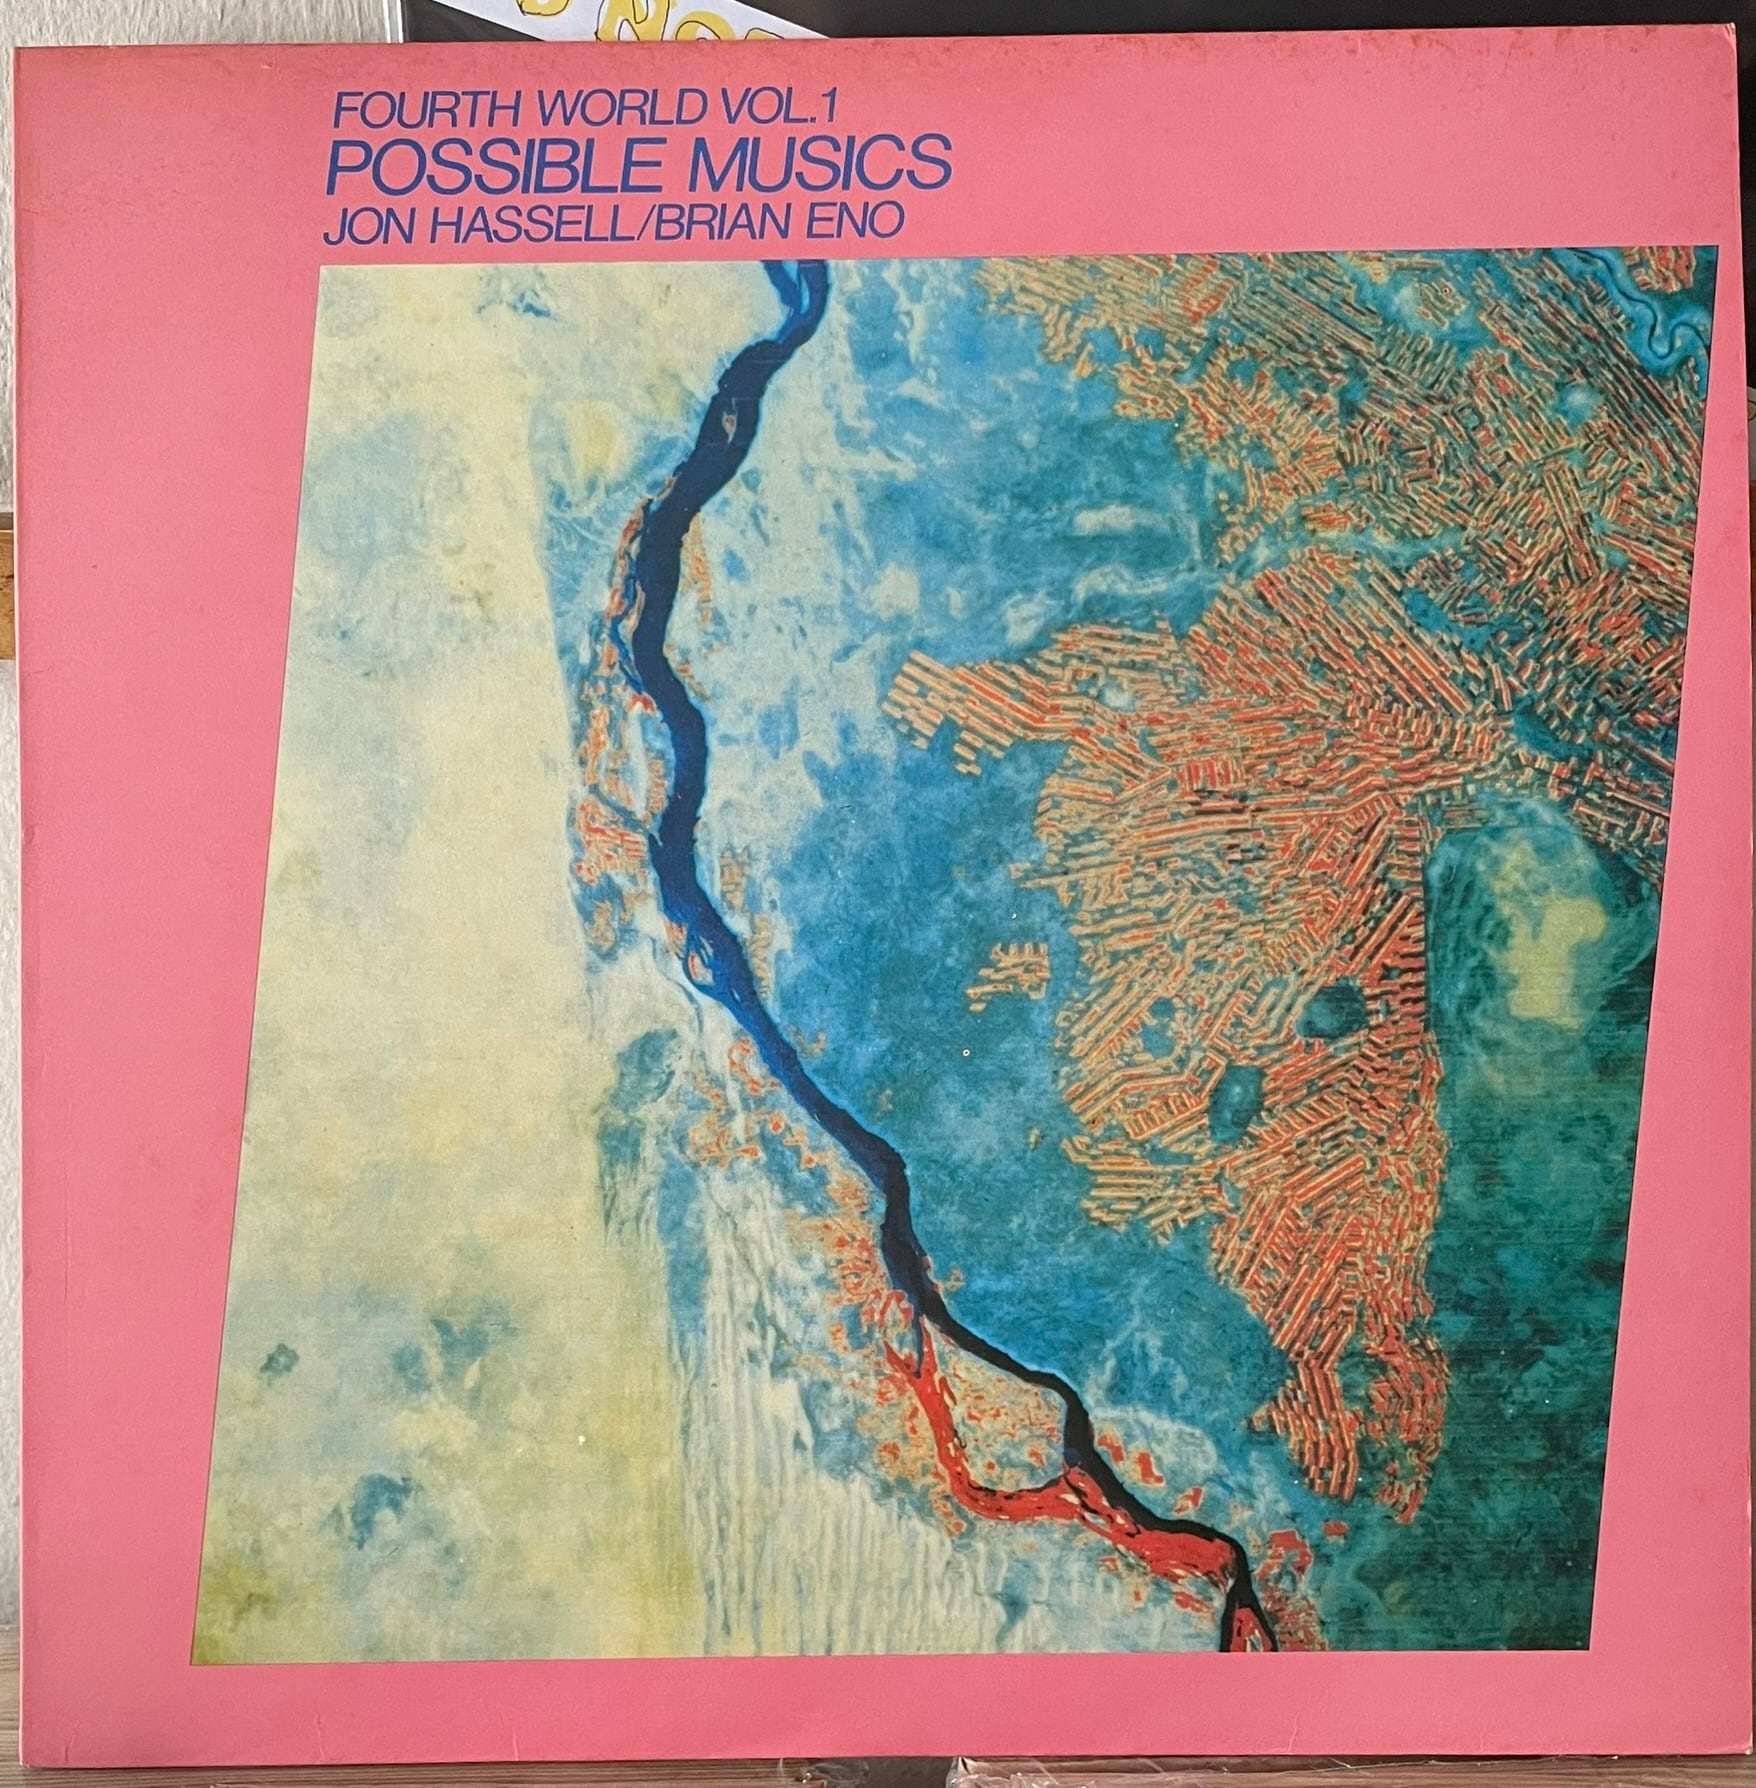 FOURTH WORLD VOL.1
POSSIBLE MUSICS
JON HASSELL/BRIAN ENO